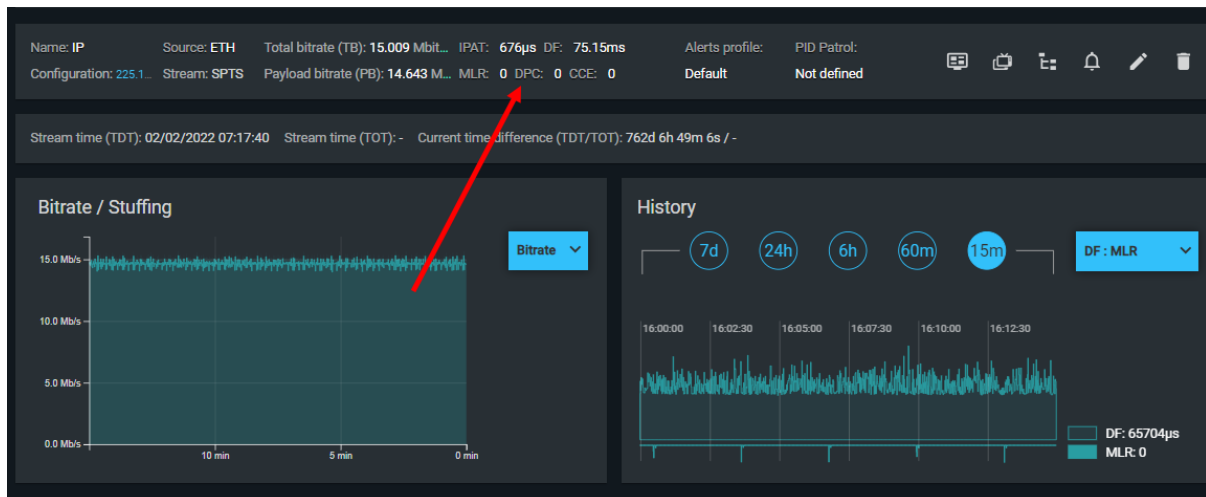 Name: IP Source: ETH Total bitrate (TB): 15.009 Mbit... IPAT: 676µs DF: 75.15ms Alerts profile: PID Patrol:
Configuration: 225.1... Stream: SPTS Payload bitrate (PB): 14.643 M... MLR: 0 DPC: 0 CCE: 0 Default Not defined
Stream time (TDT): 02/02/2022 07:17:40 Stream time (TOT): - Current time difference (TDT/TOT): 762d 6h 49m 6s / -
Bitrate / Stuffing
Bitrate
15.0 Mb/s
10.0 Mb/s
5.0 Mb/s
0.0 Mb/s
10 min 5 min 0 min
History
7d 24h 6h 60m 15m
DF : MLR
16:00:00 16:02:30 16:05:00 16:07:30 16:10:00 16:12:30
DF: 65704µs
MLR: 0